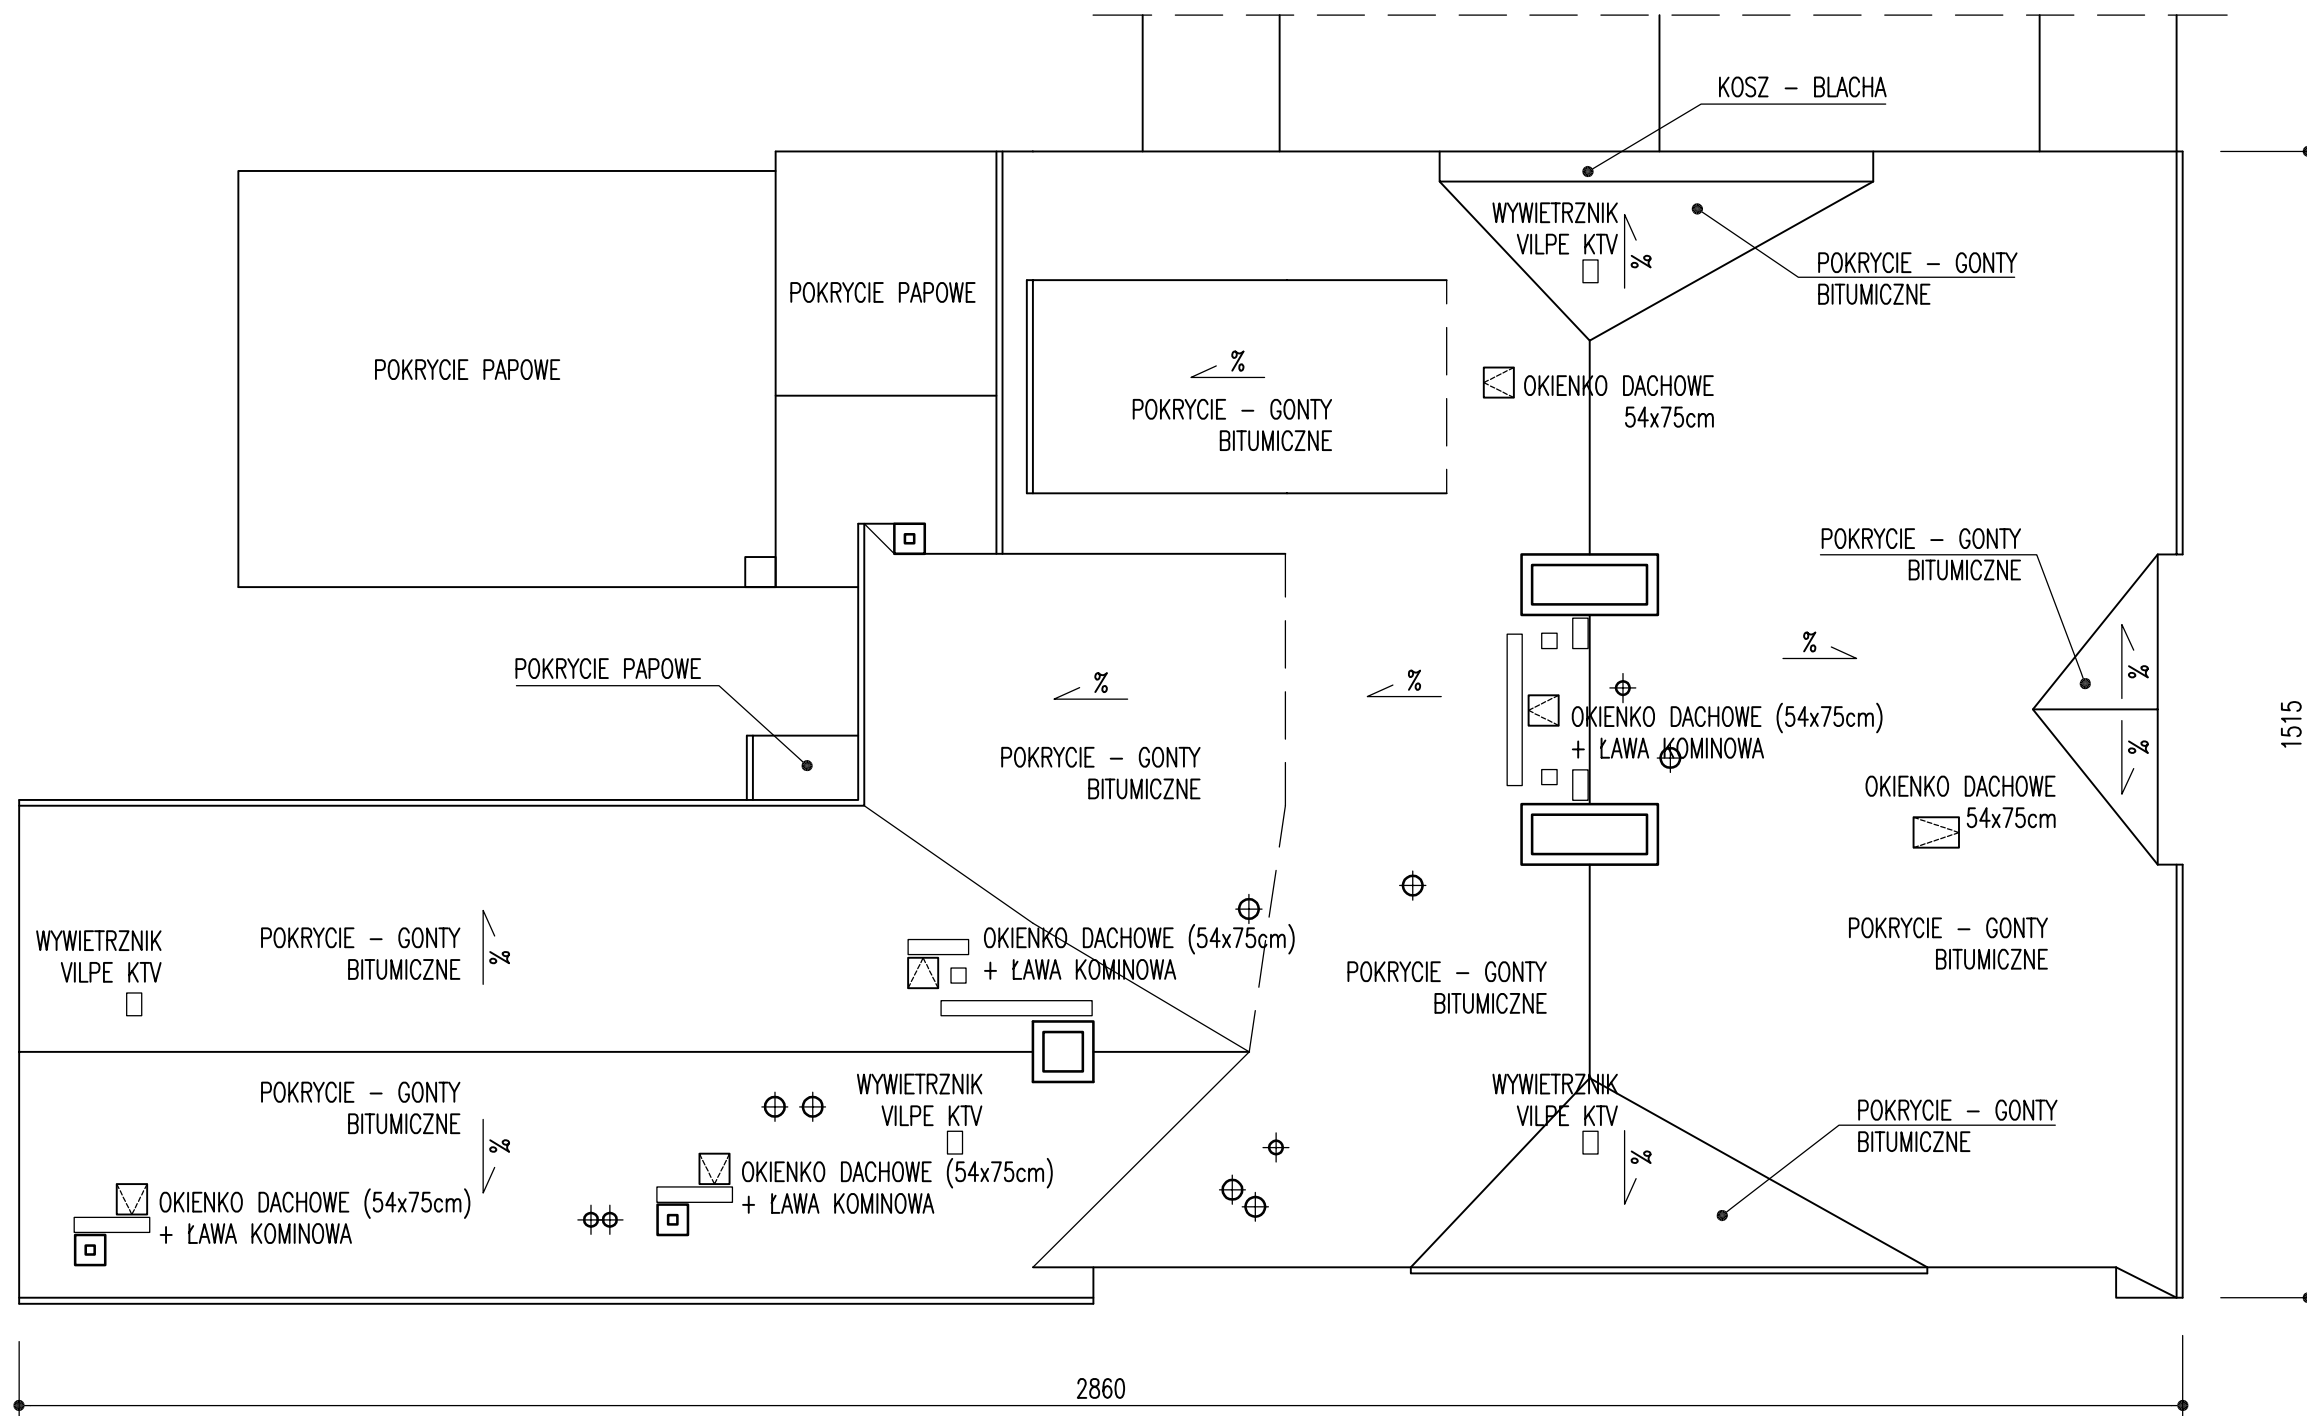 KOSZ – BLACHA
WYWIETRZNIK
VILPE KTV
%
POKRYCIE – GONTY
BITUMICZNE
POKRYCIE PAPOWE
POKRYCIE PAPOWE
%
POKRYCIE – GONTY
BITUMICZNE
OKIENKO DACHOWE
54x75cm
POKRYCIE – GONTY
BITUMICZNE
POKRYCIE PAPOWE
%
%
%
%
%
POKRYCIE – GONTY
BITUMICZNE
OKIENKO DACHOWE (54x75cm)
+ ŁAWA KOMINOWA
OKIENKO DACHOWE
54x75cm
1515
WYWIETRZNIK
VILPE KTV
POKRYCIE – GONTY
BITUMICZNE
%
OKIENKO DACHOWE (54x75cm)
+ ŁAWA KOMINOWA
POKRYCIE – GONTY
BITUMICZNE
POKRYCIE – GONTY
BITUMICZNE
POKRYCIE – GONTY
BITUMICZNE
%
WYWIETRZNIK
VILPE KTV
WYWIETRZNIK
VILPE KTV
%
POKRYCIE – GONTY
BITUMICZNE
OKIENKO DACHOWE (54x75cm)
+ ŁAWA KOMINOWA
OKIENKO DACHOWE (54x75cm)
+ ŁAWA KOMINOWA
2860